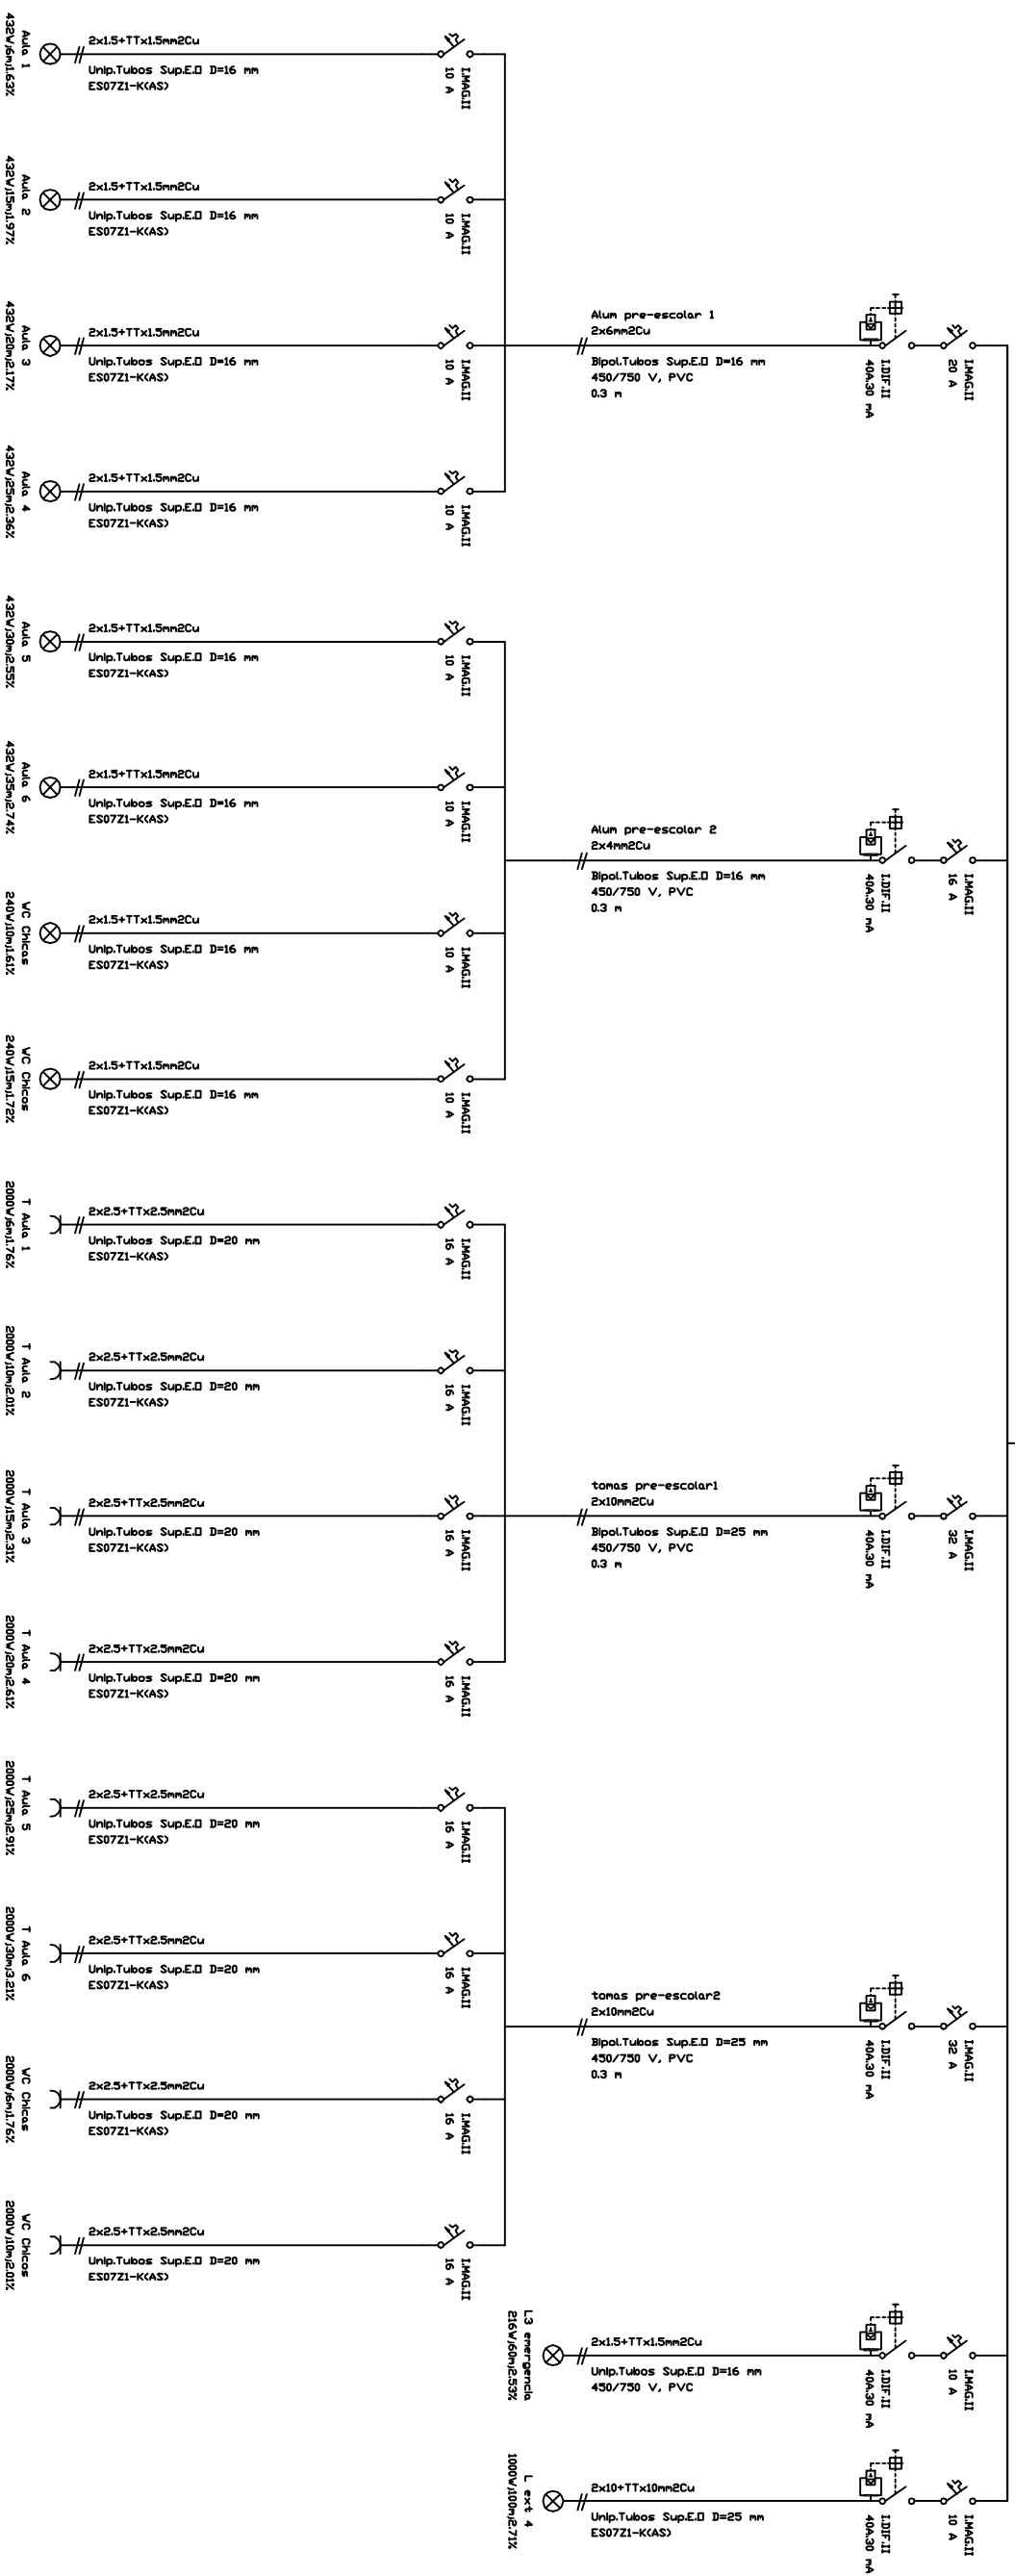 Aula 1
432W;6m;1.63%
2x1.5+TTx1.5mm2Cu
Unip.Tubos Sup.E.O D=16 mm
ES07Z1-K(AS)
I.MAG.II
10 A
Aula 2
432W;15m;1.97%
2x1.5+TTx1.5mm2Cu
Unip.Tubos Sup.E.O D=16 mm
ES07Z1-K(AS)
I.MAG.II
10 A
Aula 3
432W;20m;2.17%
2x1.5+TTx1.5mm2Cu
Unip.Tubos Sup.E.O D=16 mm
ES07Z1-K(AS)
I.MAG.II
10 A
Alum pre-escolar 1
2x6mm2Cu
Bipol.Tubos Sup.E.O D=16 mm
450/750 V, PVC
0.3 m
I.DIF.II
40A.30 mA
I.MAG.II
20 A
Aula 4
432W;25m;2.36%
2x1.5+TTx1.5mm2Cu
Unip.Tubos Sup.E.O D=16 mm
ES07Z1-K(AS)
I.MAG.II
10 A
Aula 5
432W;30m;2.55%
2x1.5+TTx1.5mm2Cu
Unip.Tubos Sup.E.O D=16 mm
ES07Z1-K(AS)
I.MAG.II
10 A
Aula 6
432W;35m;2.74%
2x1.5+TTx1.5mm2Cu
Unip.Tubos Sup.E.O D=16 mm
ES07Z1-K(AS)
I.MAG.II
10 A
Alum pre-escolar 2
2x4mm2Cu
Bipol.Tubos Sup.E.O D=16 mm
450/750 V, PVC
0.3 m
I.DIF.II
40A.30 mA
I.MAG.II
16 A
WC Chicas
240W;10m;1.61%
2x1.5+TTx1.5mm2Cu
Unip.Tubos Sup.E.O D=16 mm
ES07Z1-K(AS)
I.MAG.II
10 A
WC Chicos
240W;15m;1.72%
2x1.5+TTx1.5mm2Cu
Unip.Tubos Sup.E.O D=16 mm
ES07Z1-K(AS)
I.MAG.II
10 A
T Aula 1
2000W;6m;1.76%
2x2.5+TTx2.5mm2Cu
Unip.Tubos Sup.E.O D=20 mm
ES07Z1-K(AS)
I.MAG.II
16 A
T Aula 2
2000W;10m;2.01%
2x2.5+TTx2.5mm2Cu
Unip.Tubos Sup.E.O D=20 mm
ES07Z1-K(AS)
I.MAG.II
16 A
T Aula 3
2000W;15m;2.31%
2x2.5+TTx2.5mm2Cu
Unip.Tubos Sup.E.O D=20 mm
ES07Z1-K(AS)
I.MAG.II
16 A
tomas pre-escolar1
2x10mm2Cu
Bipol.Tubos Sup.E.O D=25 mm
450/750 V, PVC
0.3 m
I.DIF.II
40A.30 mA
I.MAG.II
32 A
T Aula 4
2000W;20m;2.61%
2x2.5+TTx2.5mm2Cu
Unip.Tubos Sup.E.O D=20 mm
ES07Z1-K(AS)
I.MAG.II
16 A
T Aula 5
2000W;25m;2.91%
2x2.5+TTx2.5mm2Cu
Unip.Tubos Sup.E.O D=20 mm
ES07Z1-K(AS)
I.MAG.II
16 A
T Aula 6
2000W;30m;3.21%
2x2.5+TTx2.5mm2Cu
Unip.Tubos Sup.E.O D=20 mm
ES07Z1-K(AS)
I.MAG.II
16 A
tomas pre-escolar2
2x10mm2Cu
Bipol.Tubos Sup.E.O D=25 mm
450/750 V, PVC
0.3 m
I.DIF.II
40A.30 mA
I.MAG.II
32 A
WC Chicas
2000W;6m;1.76%
2x2.5+TTx2.5mm2Cu
Unip.Tubos Sup.E.O D=20 mm
ES07Z1-K(AS)
I.MAG.II
16 A
WC Chicos
2000W;10m;2.01%
2x2.5+TTx2.5mm2Cu
Unip.Tubos Sup.E.O D=20 mm
ES07Z1-K(AS)
I.MAG.II
16 A
L3 emergencia
216W;60m;2.53%
2x1.5+TTx1.5mm2Cu
Unip.Tubos Sup.E.O D=16 mm
450/750 V, PVC
I.DIF.II
40A.30 mA
I.MAG.II
10 A
L ext 4
1000W;100m;2.71%
2x10+TTx10mm2Cu
Unip.Tubos Sup.E.O D=25 mm
ES07Z1-K(AS)
I.DIF.II
40A.30 mA
I.MAG.II
10 A